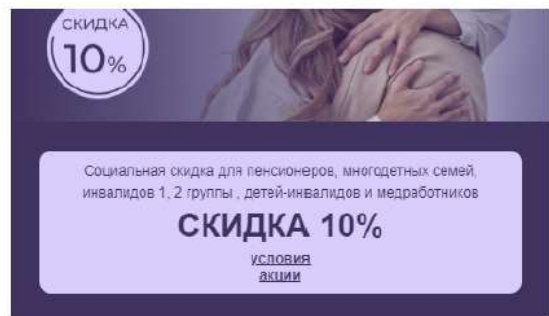 СКИДКА
10%
Социальная скидка для пенсионеров, многодетных семей,
инвалидов 1, 2 группы , детей-инвалидов и медработников
СКИДКА 10%
условия
акции